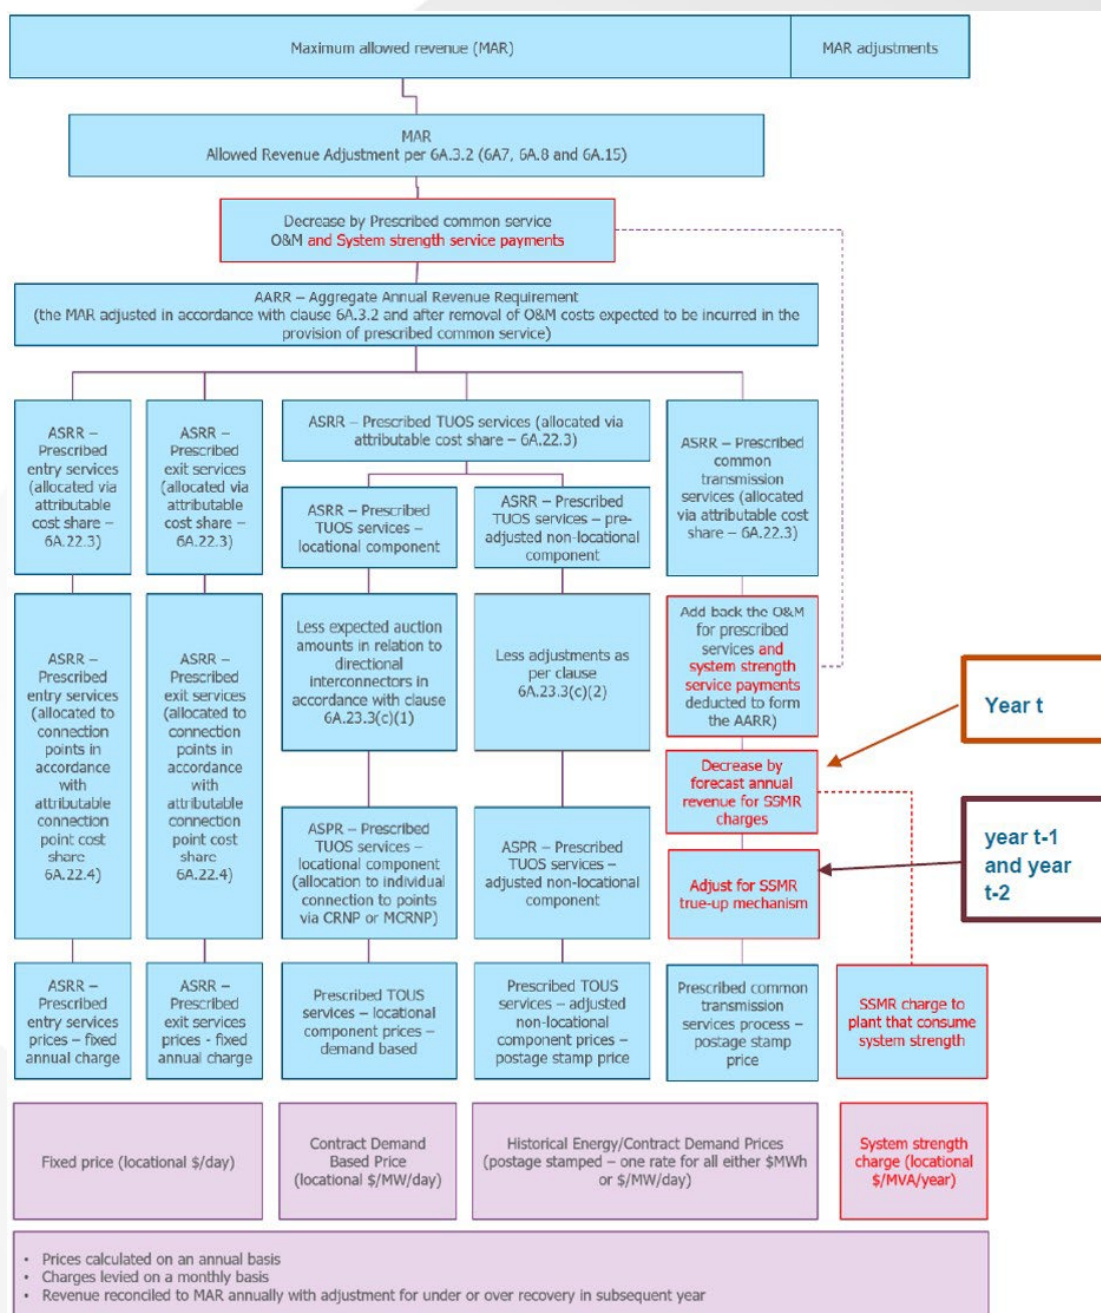 Maximum allowed revenue (MAR)
MAR adjustments
MAR
Allowed Revenue Adjustment per 6A.3.2 (6A7, 6A.8 and 6A.15)
Decrease by Prescribed common service
O&M and System strength service payments
AARR – Aggregate Annual Revenue Requirement
(the MAR adjusted in accordance with clause 6A.3.2 and after removal of O&M costs expected to be incurred in the
provision of prescribed common service)
ASRR –
Prescribed
entry services
(allocated via
attributable
cost share –
6A.22.3)
ASRR –
Prescribed
exit services
(allocated via
attributable
cost share –
6A.22.3)
ASRR – Prescribed TUOS services (allocated via
attributable cost share – 6A.22.3)
ASRR – Prescribed
TUOS services –
locational component
ASRR – Prescribed
TUOS services – pre-
adjusted non-locational
component
ASRR – Prescribed
common
transmission
services (allocated
via attributable cost
share – 6A.22.3)
ASRR –
Prescribed
entry services
(allocated to
connection
points in
accordance
with
attributable
connection
point cost
share
6A.22.4)
ASRR –
Prescribed
exit services
(allocated to
connection
points in
accordance
with
attributable
connection
point cost
share
6A.22.4)
Less expected auction
amounts in relation to
directional
interconnectors in
accordance with clause
6A.23.3(c)(1)
Less adjustments as
per clause
6A.23.3(c)(2)
Add back the O&M
for prescribed
services and
system strength
service payments
deducted to form
the AARR)
Year t
Decrease by
forecast annual
revenue for SSMR
charges
year t-1
and year
t-2
ASPR – Prescribed
TUOS services –
locational component
(allocation to individual
connection to points
via CRNP or MCRNP)
ASPR – Prescribed
TUOS services –
adjusted non-locational
component
Adjust for SSMR
true-up mechanism
ASRR –
Prescribed
entry services
prices – fixed
annual charge
ASRR –
Prescribed
exit services
prices - fixed
annual charge
Prescribed TOUS
services – locational
component prices –
demand based
Prescribed TOUS
services – adjusted
non-locational
component prices –
postage stamp price
Prescribed common
transmission
services process –
postage stamp
price
SSMR charge to
plant that consume
system strength
Fixed price (locational $/day)
Contract Demand
Based Price
(locational $/MW/day)
Historical Energy/Contract Demand Prices
(postage stamped – one rate for all either $MWh
or $/MW/day)
System strength
charge (locational
$/MVA/year)
• Prices calculated on an annual basis
• Charges levied on a monthly basis
• Revenue reconciled to MAR annually with adjustment for under or over recovery in subsequent year